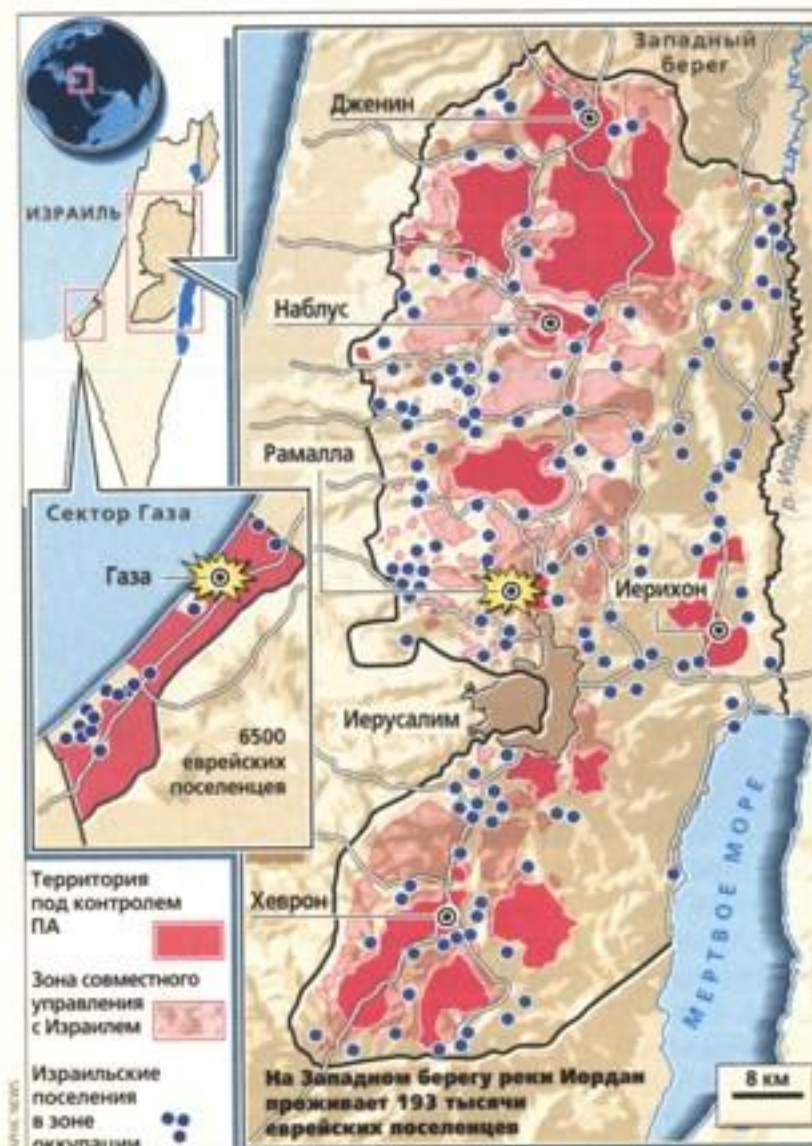 Западный
берег
Дженин
ИЗРАИЛЬ
Наблус
Рамалла
Сектор Газа
Газа
р. Иордан
Иерихон
Иерусалим
6500
еврейских
поселенцев
МЕРТВОЕ МОРЕ
Территория
под контролем
ПА
Хеврон
Зона совместного
управления
с Израилем
Израильские
поселения
в зоне
оккупации
На Западном берегу реки Иордан
проживает 193 тысячи
еврейских поселенцев
8 км